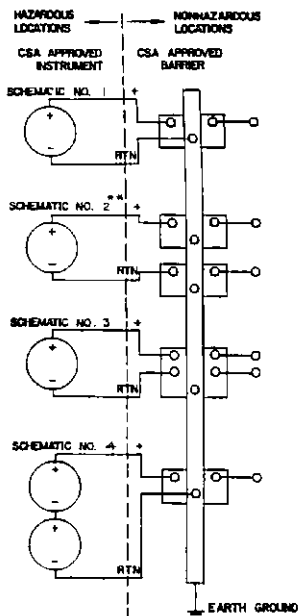 HAZARDOUS LOCATIONS
NONHAZARDOUS LOCATIONS
CSA APPROVED INSTRUMENT
CSA APPROVED BARRIER
SCHEMATIC NO. 1 +
+
-
RTN
SCHEMATIC NO. 2** +
+
-
RTN
SCHEMATIC NO. 3 +
+
-
RTN
SCHEMATIC NO. 4 +
+
-
+
-
RTN
EARTH GROUND